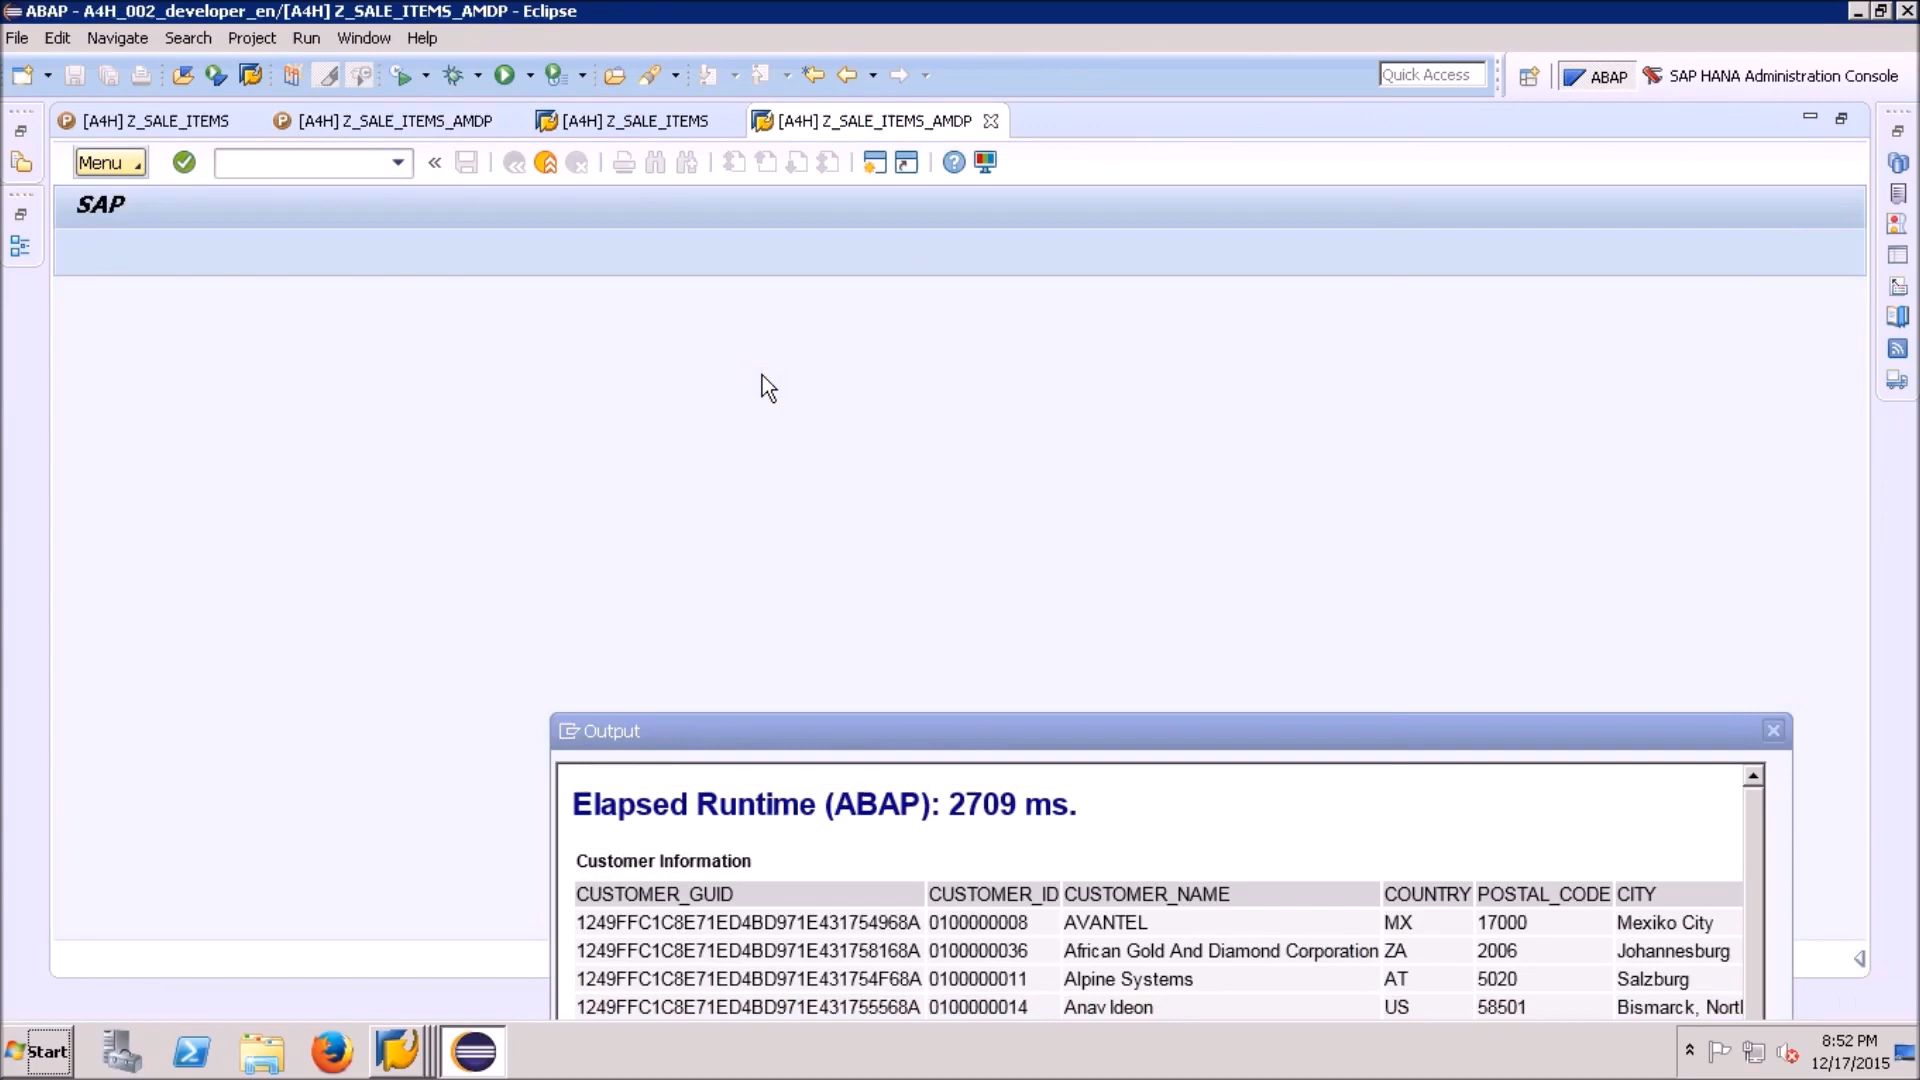 ABAP - A4H_002_developer_en/[A4H] Z_SALE_ITEMS_AMDP - Eclipse
File Edit Navigate Search Project Run Window Help
Quick Access ABAP SAP HANA Administration Console
[A4H] Z_SALE_ITEMS [A4H] Z_SALE_ITEMS_AMDP [A4H] Z_SALE_ITEMS [A4H] Z_SALE_ITEMS_AMDP
Menu
SAP
Output
Elapsed Runtime (ABAP): 2709 ms.
Customer Information
CUSTOMER_GUID CUSTOMER_ID CUSTOMER_NAME COUNTRY POSTAL_CODE CITY
1249FFC1C8E71ED4BD971E431754968A 0100000008 AVANTEL MX 17000 Mexiko City
1249FFC1C8E71ED4BD971E431758168A 0100000036 African Gold And Diamond Corporation ZA 2006 Johannesburg
1249FFC1C8E71ED4BD971E431754F68A 0100000011 Alpine Systems AT 5020 Salzburg
1249FFC1C8E71ED4BD971E431755568A 0100000014 Anav Ideon US 58501 Bismarck,
Start
8:52 PM
12/17/2015